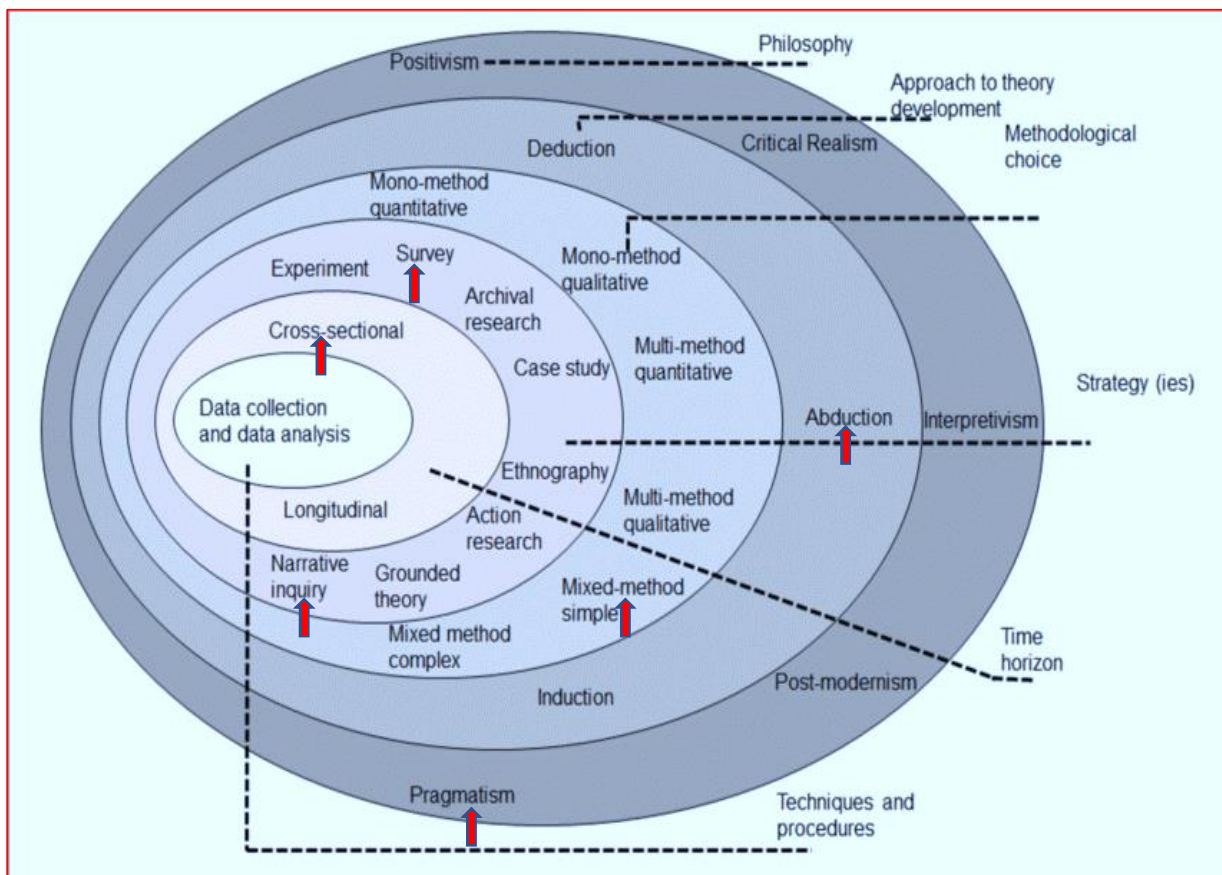 Philosophy
Positivism
Approach to theory
development
Methodological
choice
Critical Realism
Deduction
Mono-method
quantitative
Mono-method
qualitative
Survey
Experiment
Archival
research
Cross-sectional
Case study
Multi-method
quantitative
Strategy (ies)
Data collection
and data analysis
Abduction
Interpretivism
Ethnography
Multi-method
qualitative
Longitudinal
Action
research
Narrative
inquiry
Grounded
theory
Mixed-method
simple
Mixed method
complex
Time
horizon
Post-modernism
Induction
Pragmatism
Techniques and
procedures